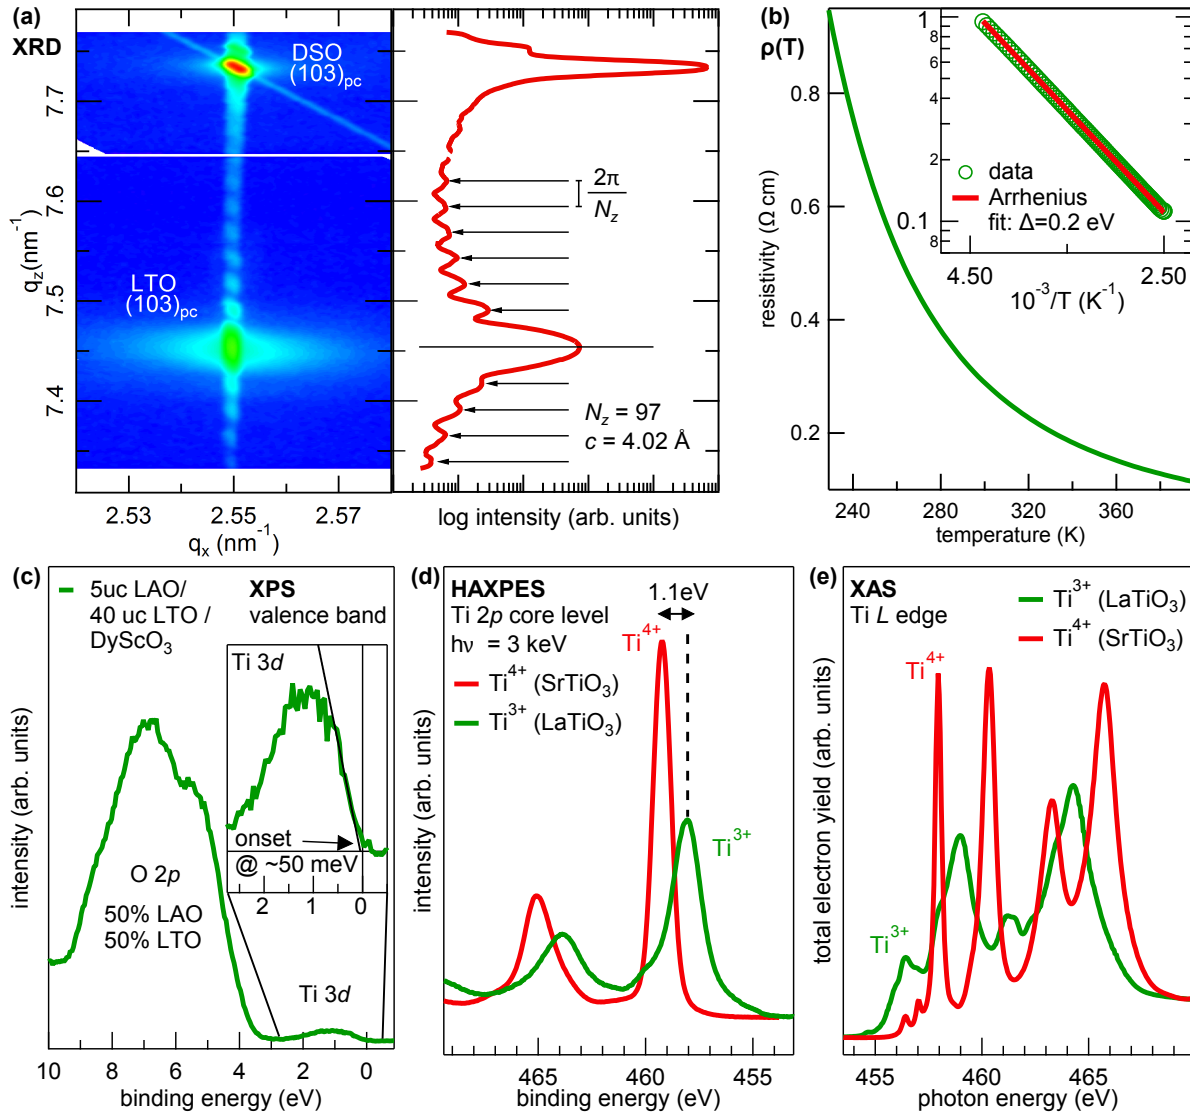 (a)
XRD
DSO
(103)pc
LTO
(103)pc
qz(nm-1)
7.7
7.6
7.5
7.4
2.53
2.55
2.57
qx (nm-1)
2π
Nz
Nz = 97
c = 4.02 Å
log intensity (arb. units)
(b)
ρ(T)
resistivity (Ω cm)
0.8
0.6
0.4
0.2
240
280
320
360
temperature (K)
1
8
6
4
2
0.1
8
data
Arrhenius
fit: Δ=0.2 eV
4.50
2.50
10-3/T (K-1)
(c)
5uc LAO/
40 uc LTO /
DyScO3
XPS
valence band
Ti 3d
onset
@ ~50 meV
2
1
0
O 2p
50% LAO
50% LTO
Ti 3d
intensity (arb. units)
10
8
6
4
2
0
binding energy (eV)
(d)
HAXPES
Ti 2p core level
hν = 3 keV
1.1eV
Ti4+
Ti4+ (SrTiO3)
Ti3+ (LaTiO3)
Ti3+
intensity (arb. units)
465
460
455
binding energy (eV)
(e)
XAS
Ti L edge
Ti3+ (LaTiO3)
Ti4+ (SrTiO3)
Ti4+
Ti3+
total electron yield (arb. units)
455
460
465
photon energy (eV)